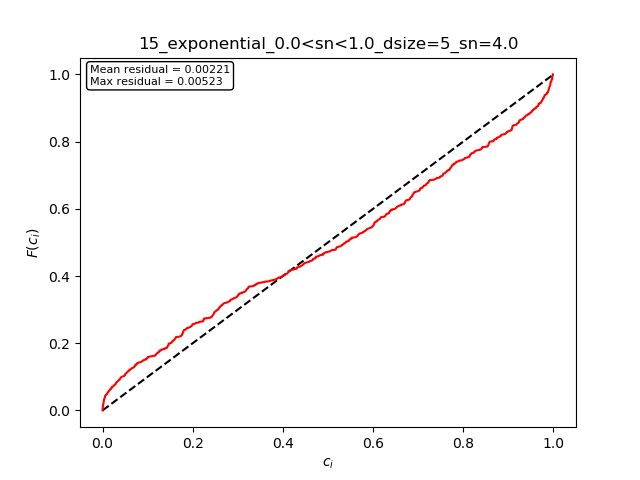 15_exponential_0.0<sn<1.0_dsize=5_sn=4.0
Mean residual = 0.00221
Max residual = 0.00523
1.0
0.8
0.6
0.4
0.2
0.0
F(c_i)
0.0 0.2 0.4 0.6 0.8 1.0
c_i